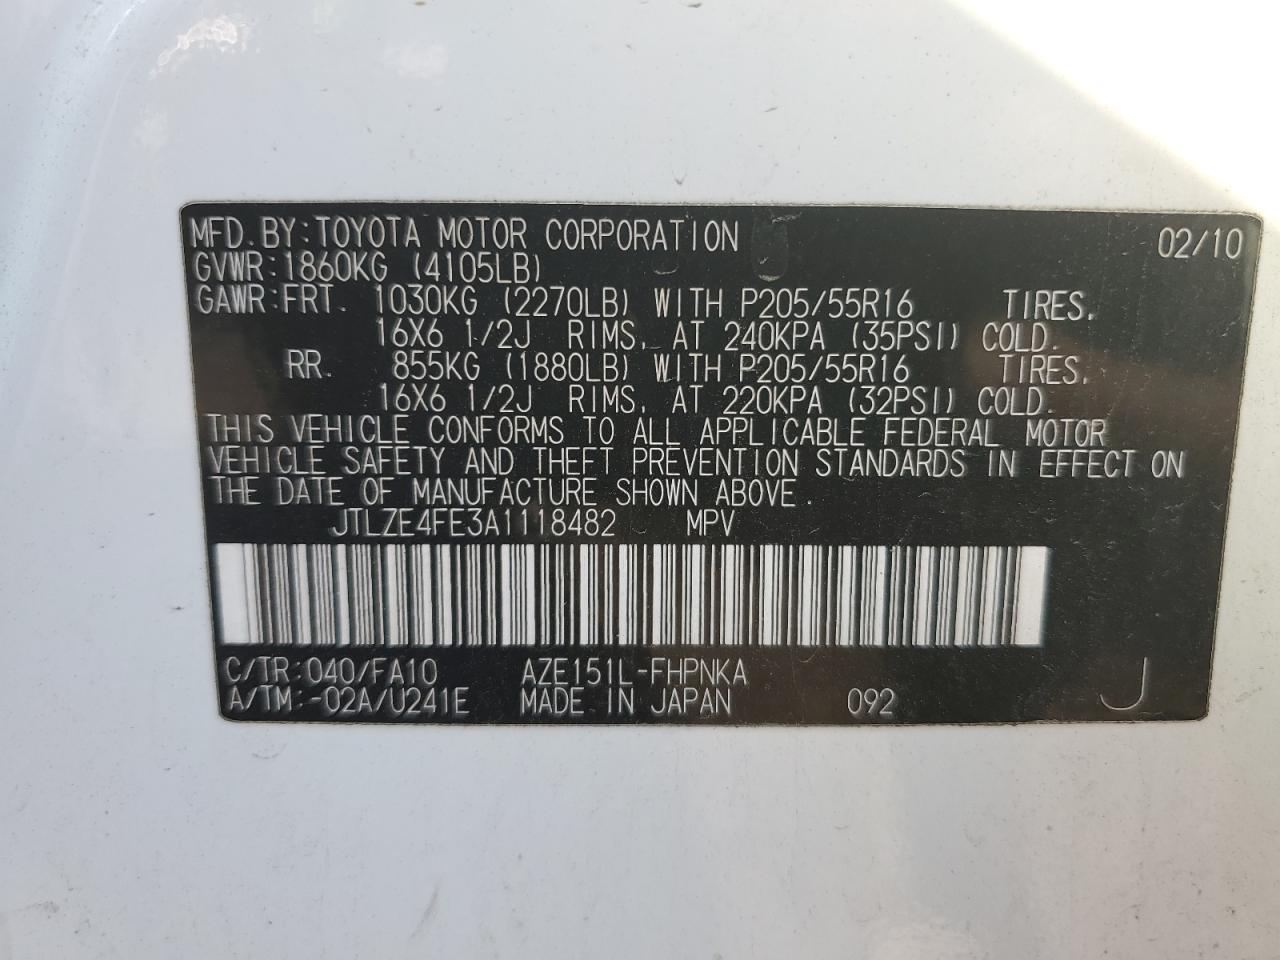 MFD. BY: TOYOTA MOTOR CORPORATION 02/10
GVWR: 1860KG (4105LB)
GAWR: FRT. 1030KG (2270LB) WITH P205/55R16 TIRES.
16X6 1/2J RIMS, AT 240KPA (35PSI) COLD.
RR. 855KG (1880LB) WITH P205/55R16 TIRES,
16X6 1/2J RIMS, AT 220KPA (32PSI) COLD.
THIS VEHICLE CONFORMS TO ALL APPLICABLE FEDERAL MOTOR
VEHICLE SAFETY AND THEFT PREVENTION STANDARDS IN EFFECT ON
THE DATE OF MANUFACTURE SHOWN ABOVE.
JTLZE4FE3A1118482 MPV
C/TR: 040/FA10 AZE151L-FHPNKA
A/TM: -02A/U241E MADE IN JAPAN 092 J